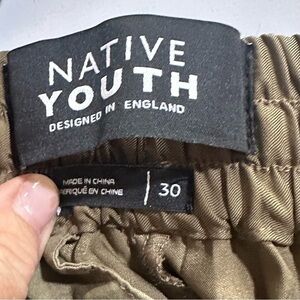 NATIVE
YOUTH
DESIGNED IN ENGLAND
MADE IN CHINA
FABRIQUÉ EN CHINE
30